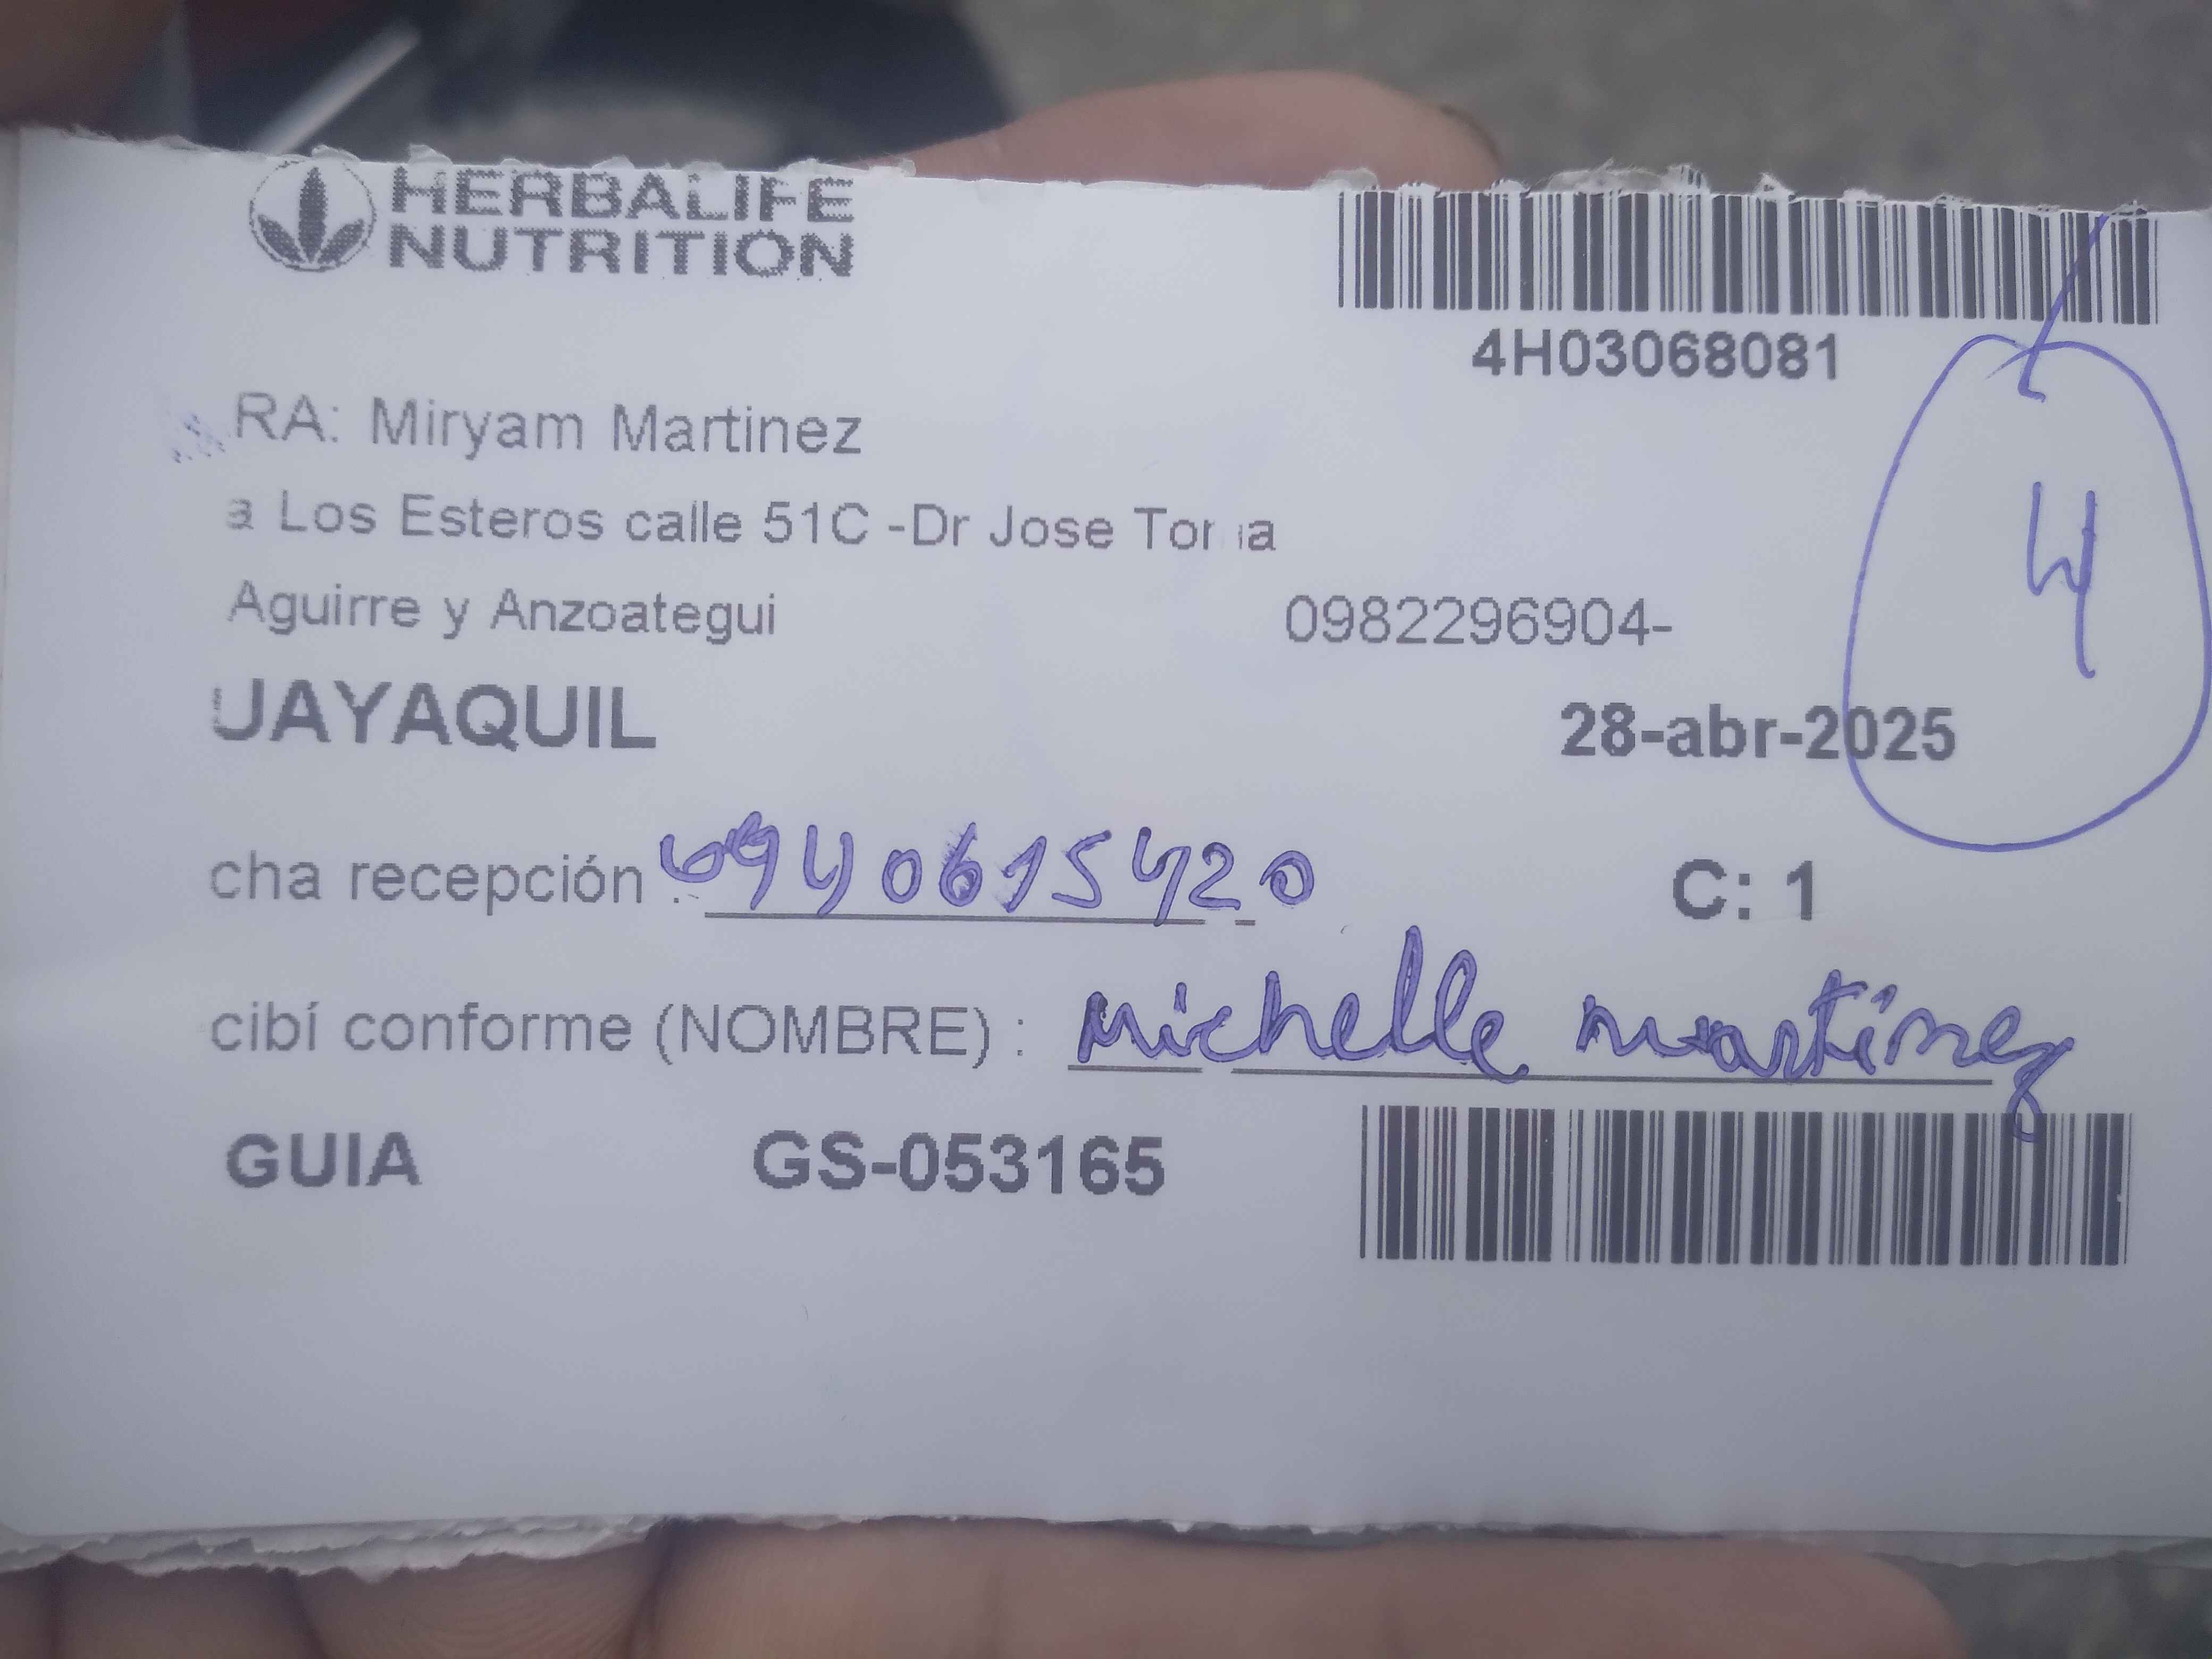 HERBALIFE
NUTRITION
4H03068081
RA: Miryam Martinez
a Los Esteros calle 51C -Dr Jose
Aguirre y Anzoategui 0982296904-
4
UAYAQUIL 28-abr-2025
cha recepción : 0940615420 C: 1
cibí conforme (NOMBRE) : Michelle martinez
GUIA GS-053165